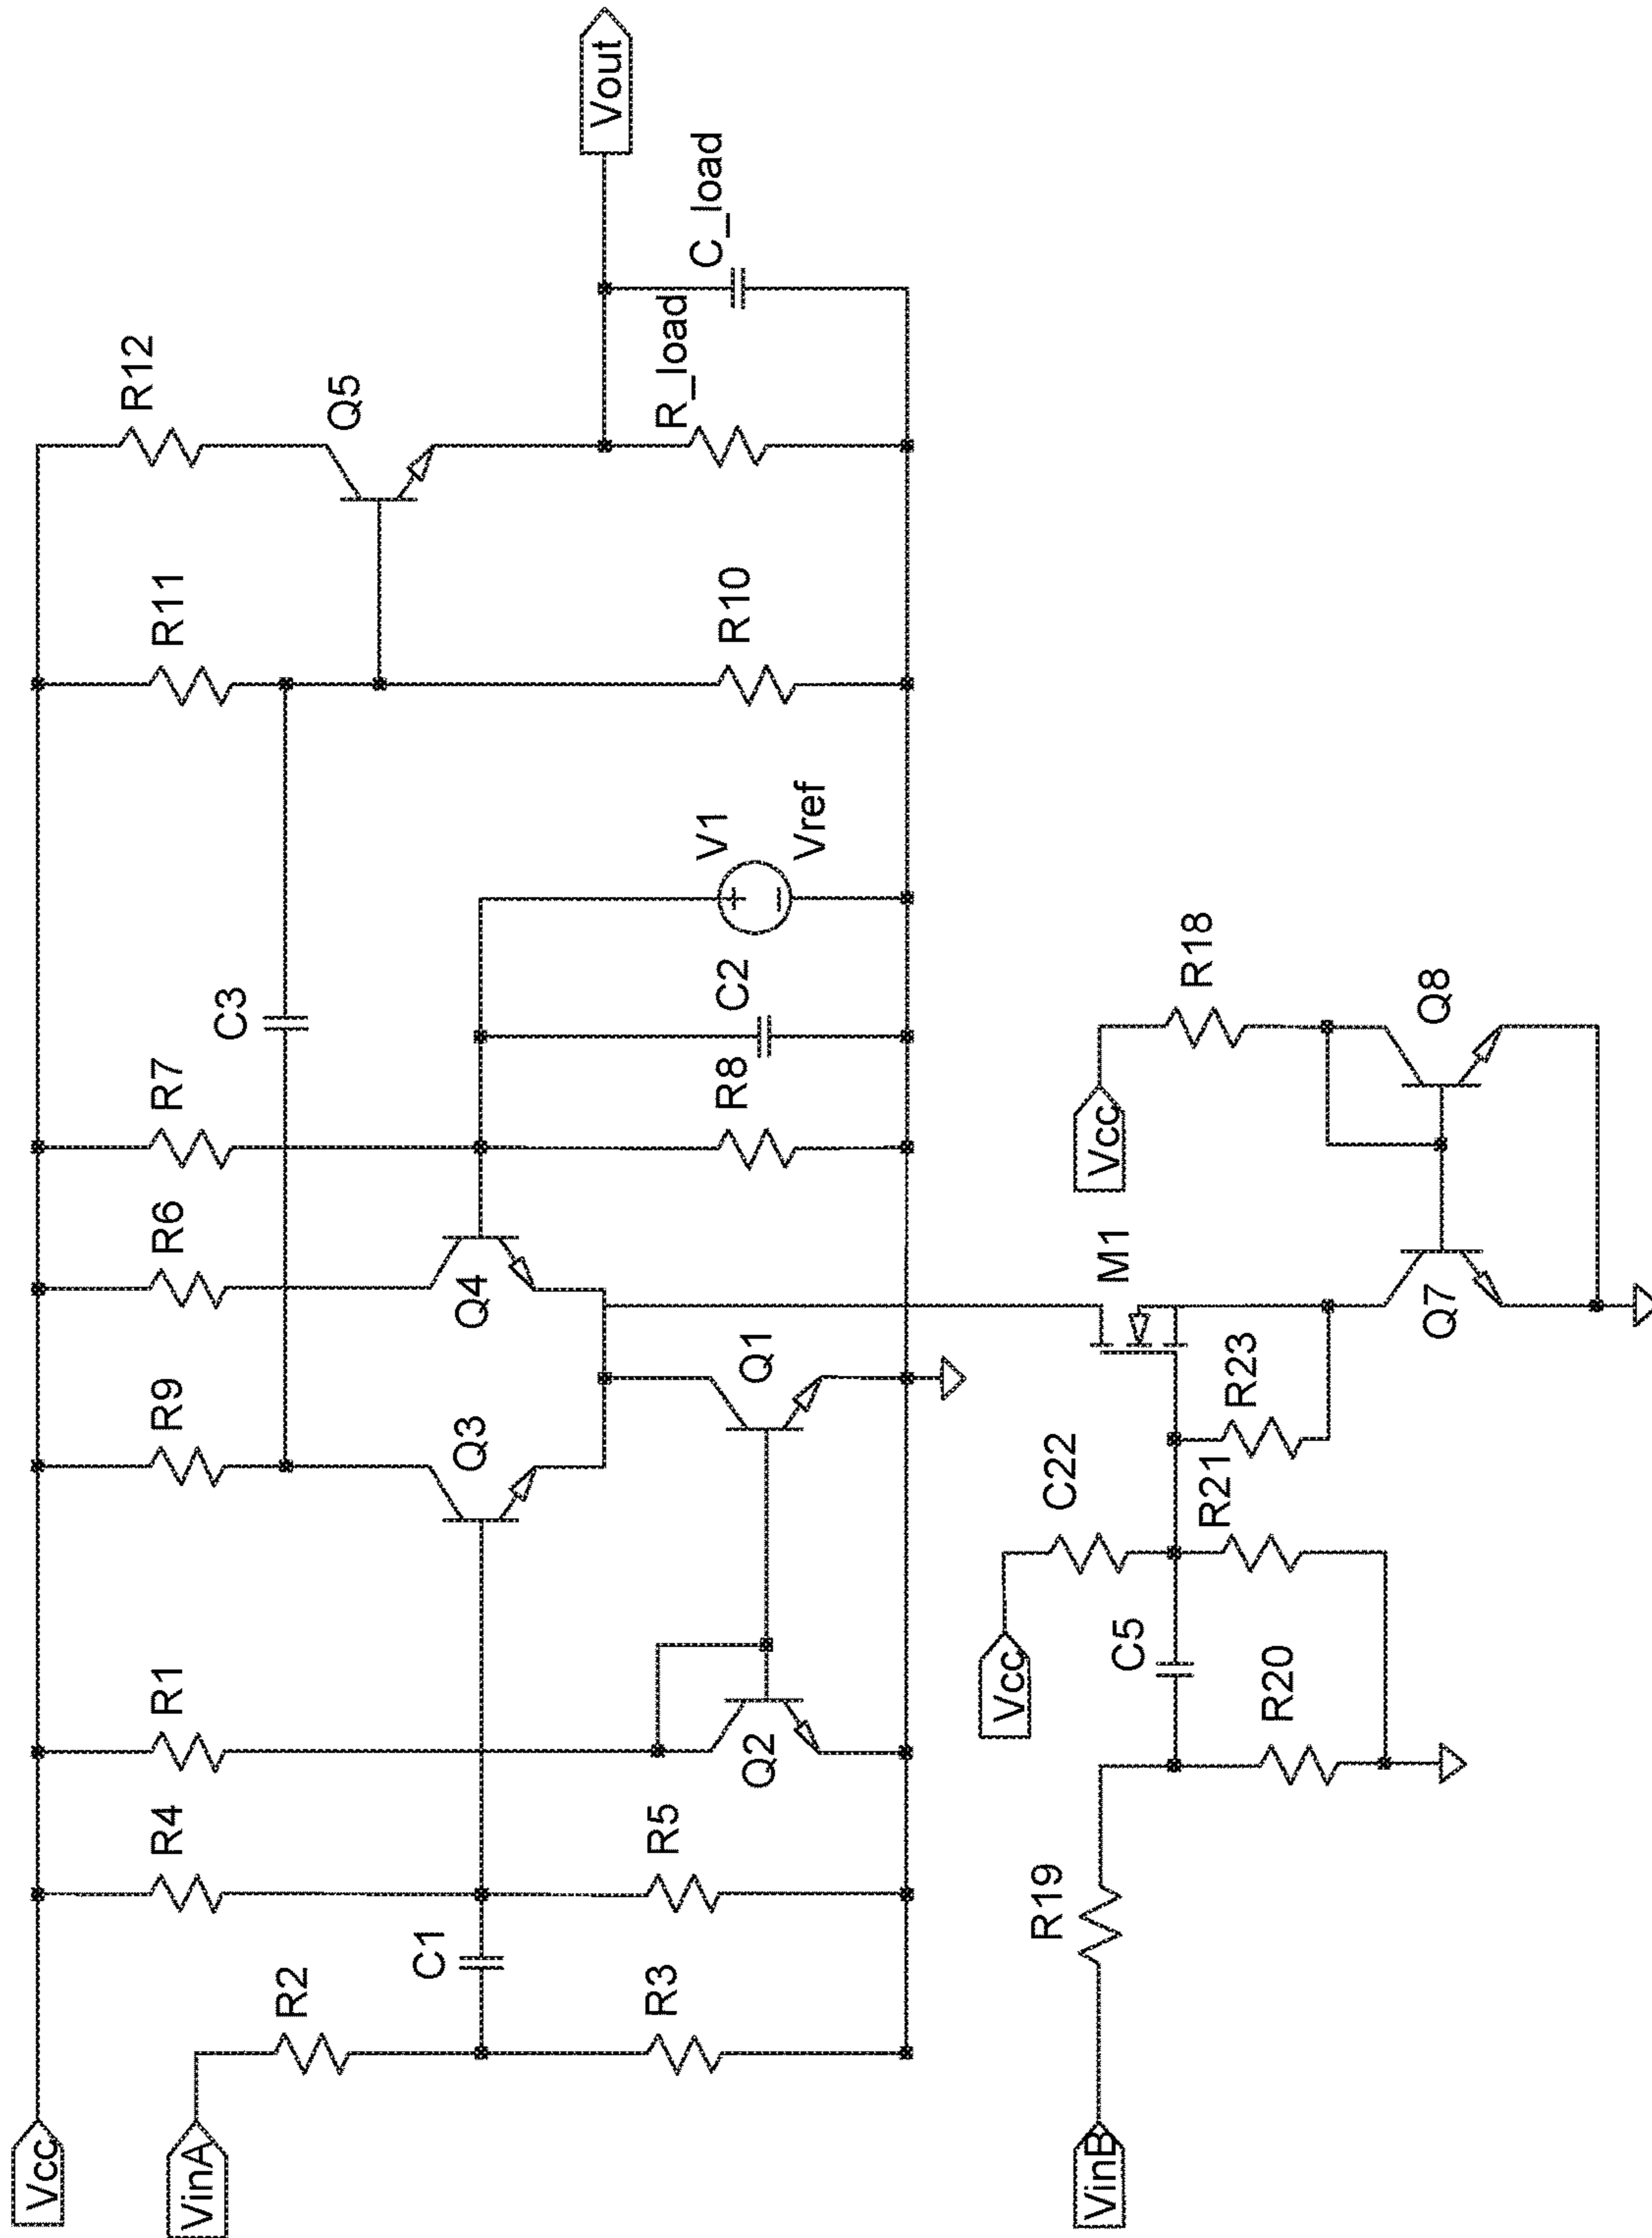 Vcc
VinA
R2
C1
R3
R4
R5
R1
Q2
R9
Q3
Q1
R6
Q4
R7
R8
C2
C3
V1
Vref
R11
R10
R12
Q5
R_load
C_load
Vout
VinB
R19
R20
C5
Vcc
C22
R21
R23
M1
Q7
Vcc
R18
Q8